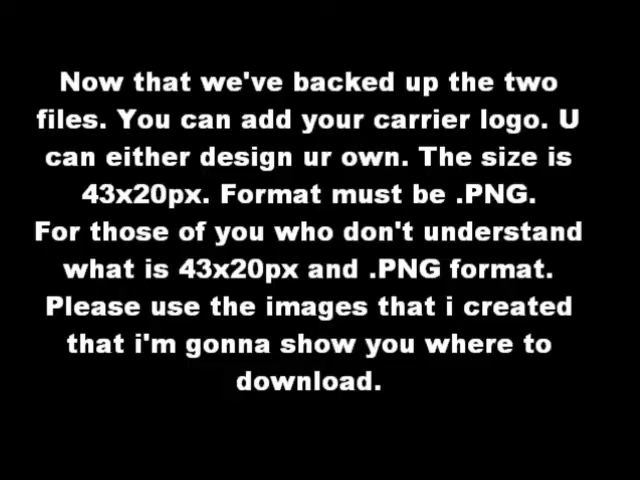 Now that we've backed up the two
files. You can add your carrier logo. U
can either design ur own. The size is
43x20px. Format must be .PNG.
For those of you who don't understand
what is 43x20px and .PNG format.
Please use the images that i created
that i'm gonna show you where to
download.